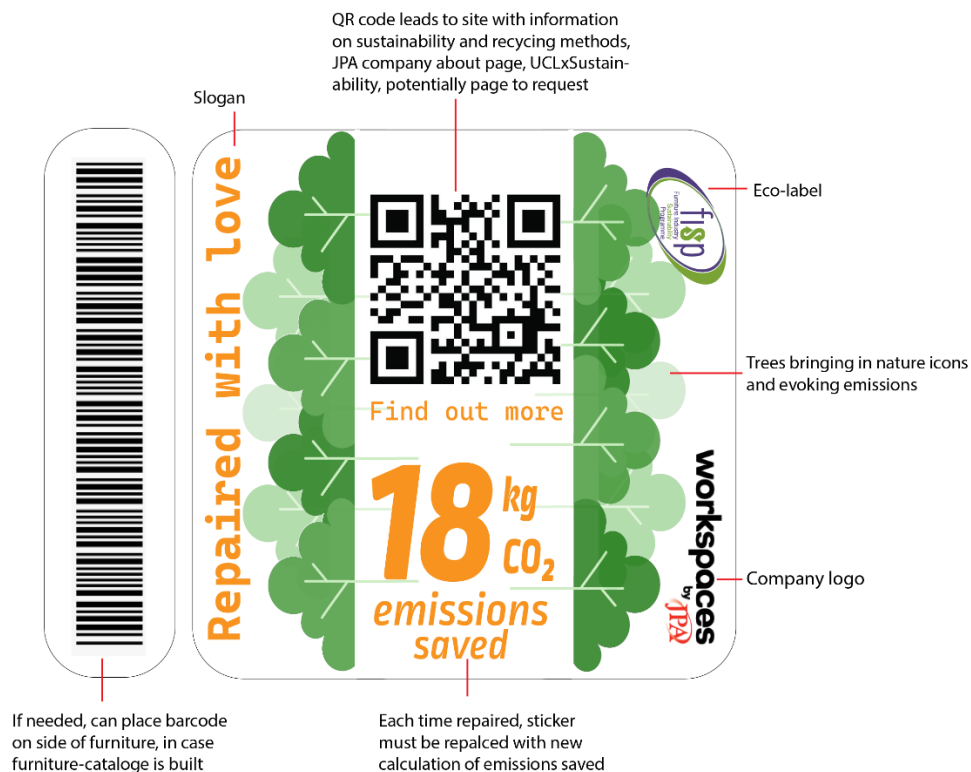 QR code leads to site with information
on sustainability and recycing methods,
JPA company about page, UCLxSustain-
ability, potentially page to request
Slogan
Repaired with love
Find out more
18 kg
CO₂
emissions
saved
fisp
Furniture Industry
Sustainability
Programme
Eco-label
Trees bringing in nature icons
and evoking emissions
workspaces
by JPA
Company logo
If needed, can place barcode
on side of furniture, in case
furniture-cataloge is built
Each time repaired, sticker
must be repalced with new
calculation of emissions saved